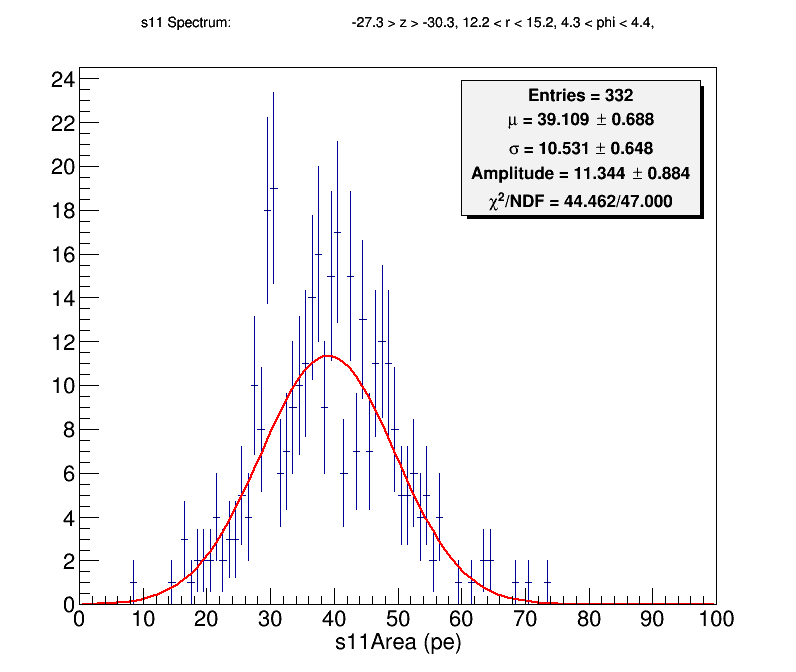 s11 Spectrum: -27.3 > z > -30.3, 12.2 < r < 15.2, 4.3 < phi < 4.4,
Entries = 332
μ = 39.109 ± 0.688
σ = 10.531 ± 0.648
Amplitude = 11.344 ± 0.884
χ²/NDF = 44.462/47.000
24
22
20
18
16
14
12
10
8
6
4
2
0
0 10 20 30 40 50 60 70 80 90 100
s11Area (pe)